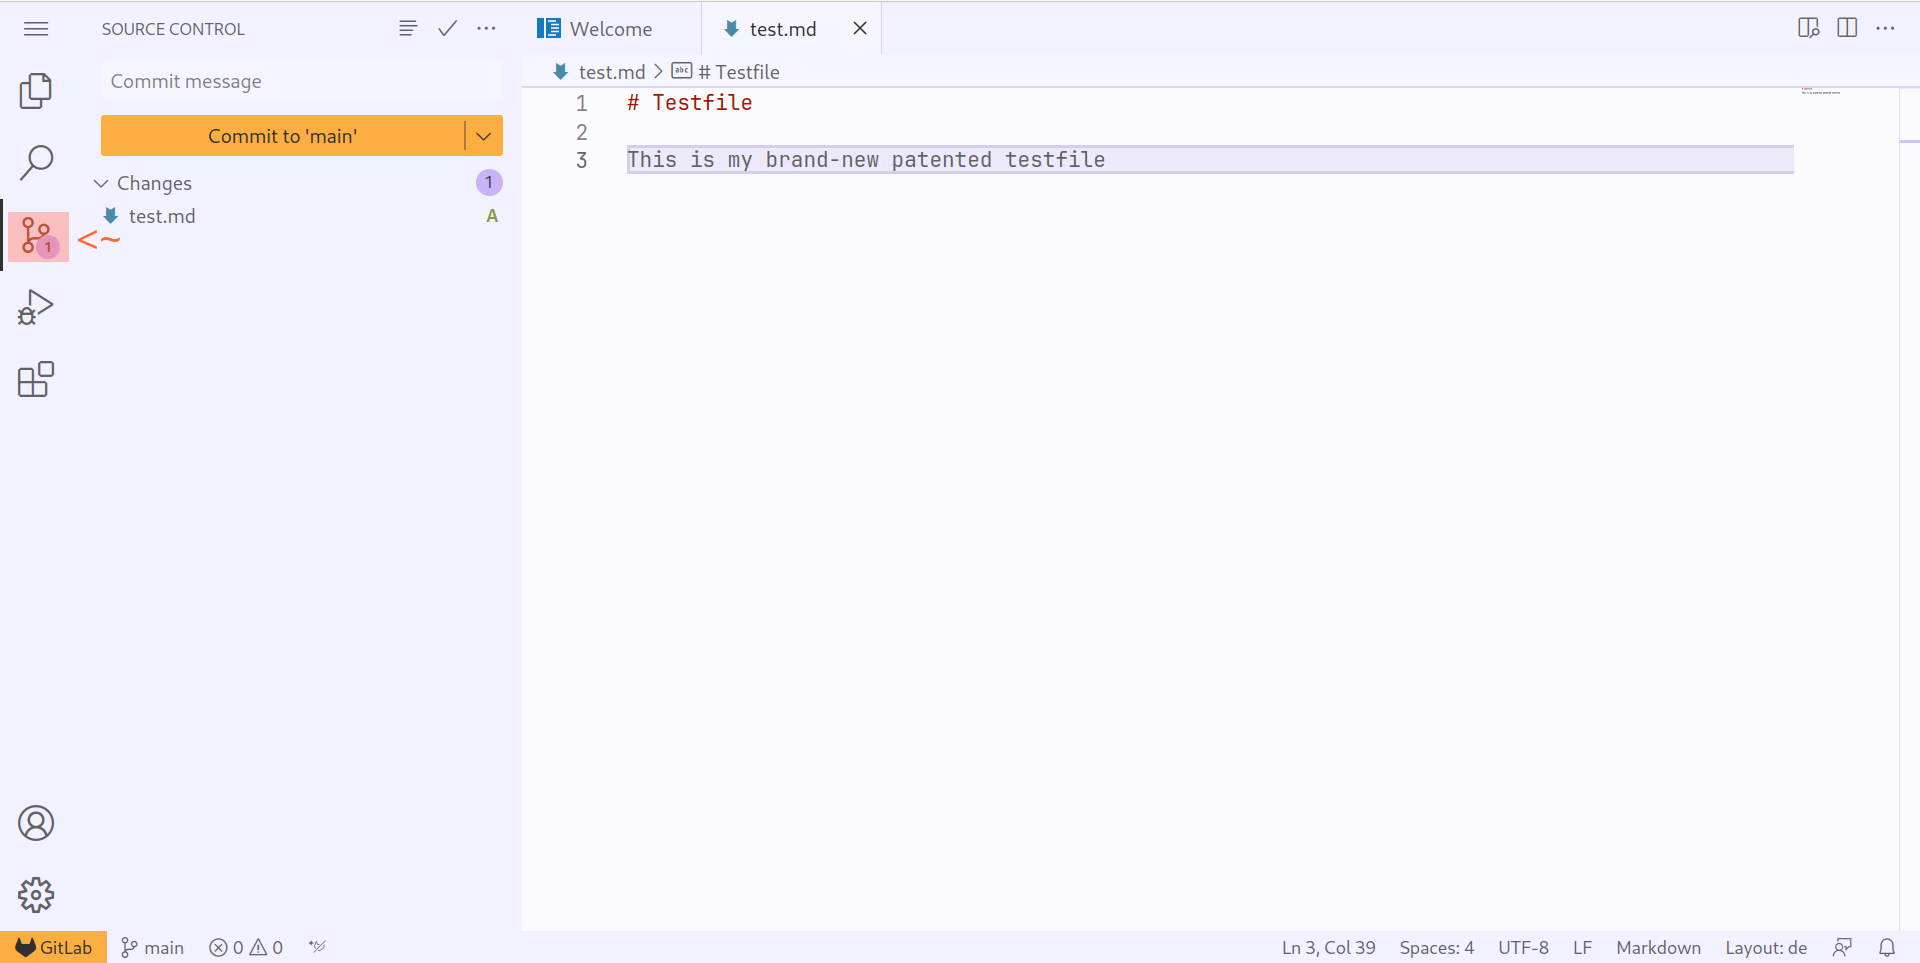 SOURCE CONTROL
Commit message
Commit to 'main'
Changes 1
test.md A
1
<~
Welcome
test.md
test.md > # Testfile
1 # Testfile
2
3 This is my brand-new patented testfile
GitLab main 0 0
Ln 3, Col 39 Spaces: 4 UTF-8 LF Markdown Layout: de